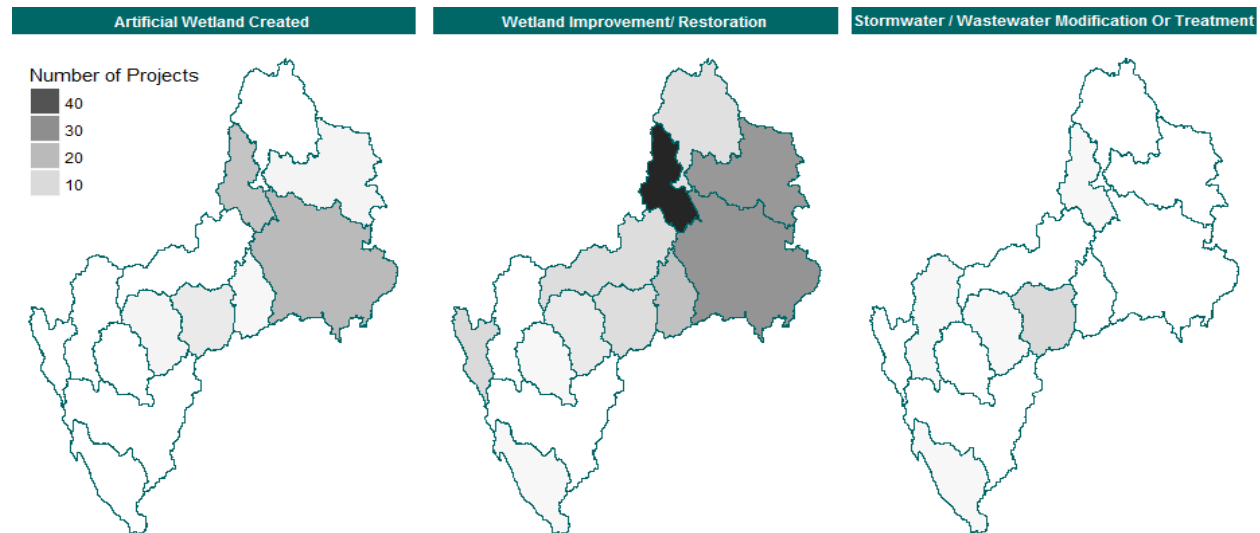 Artificial Wetland Created
Wetland Improvement/ Restoration
Stormwater / Wastewater Modification Or Treatment
Number of Projects
40
30
20
10